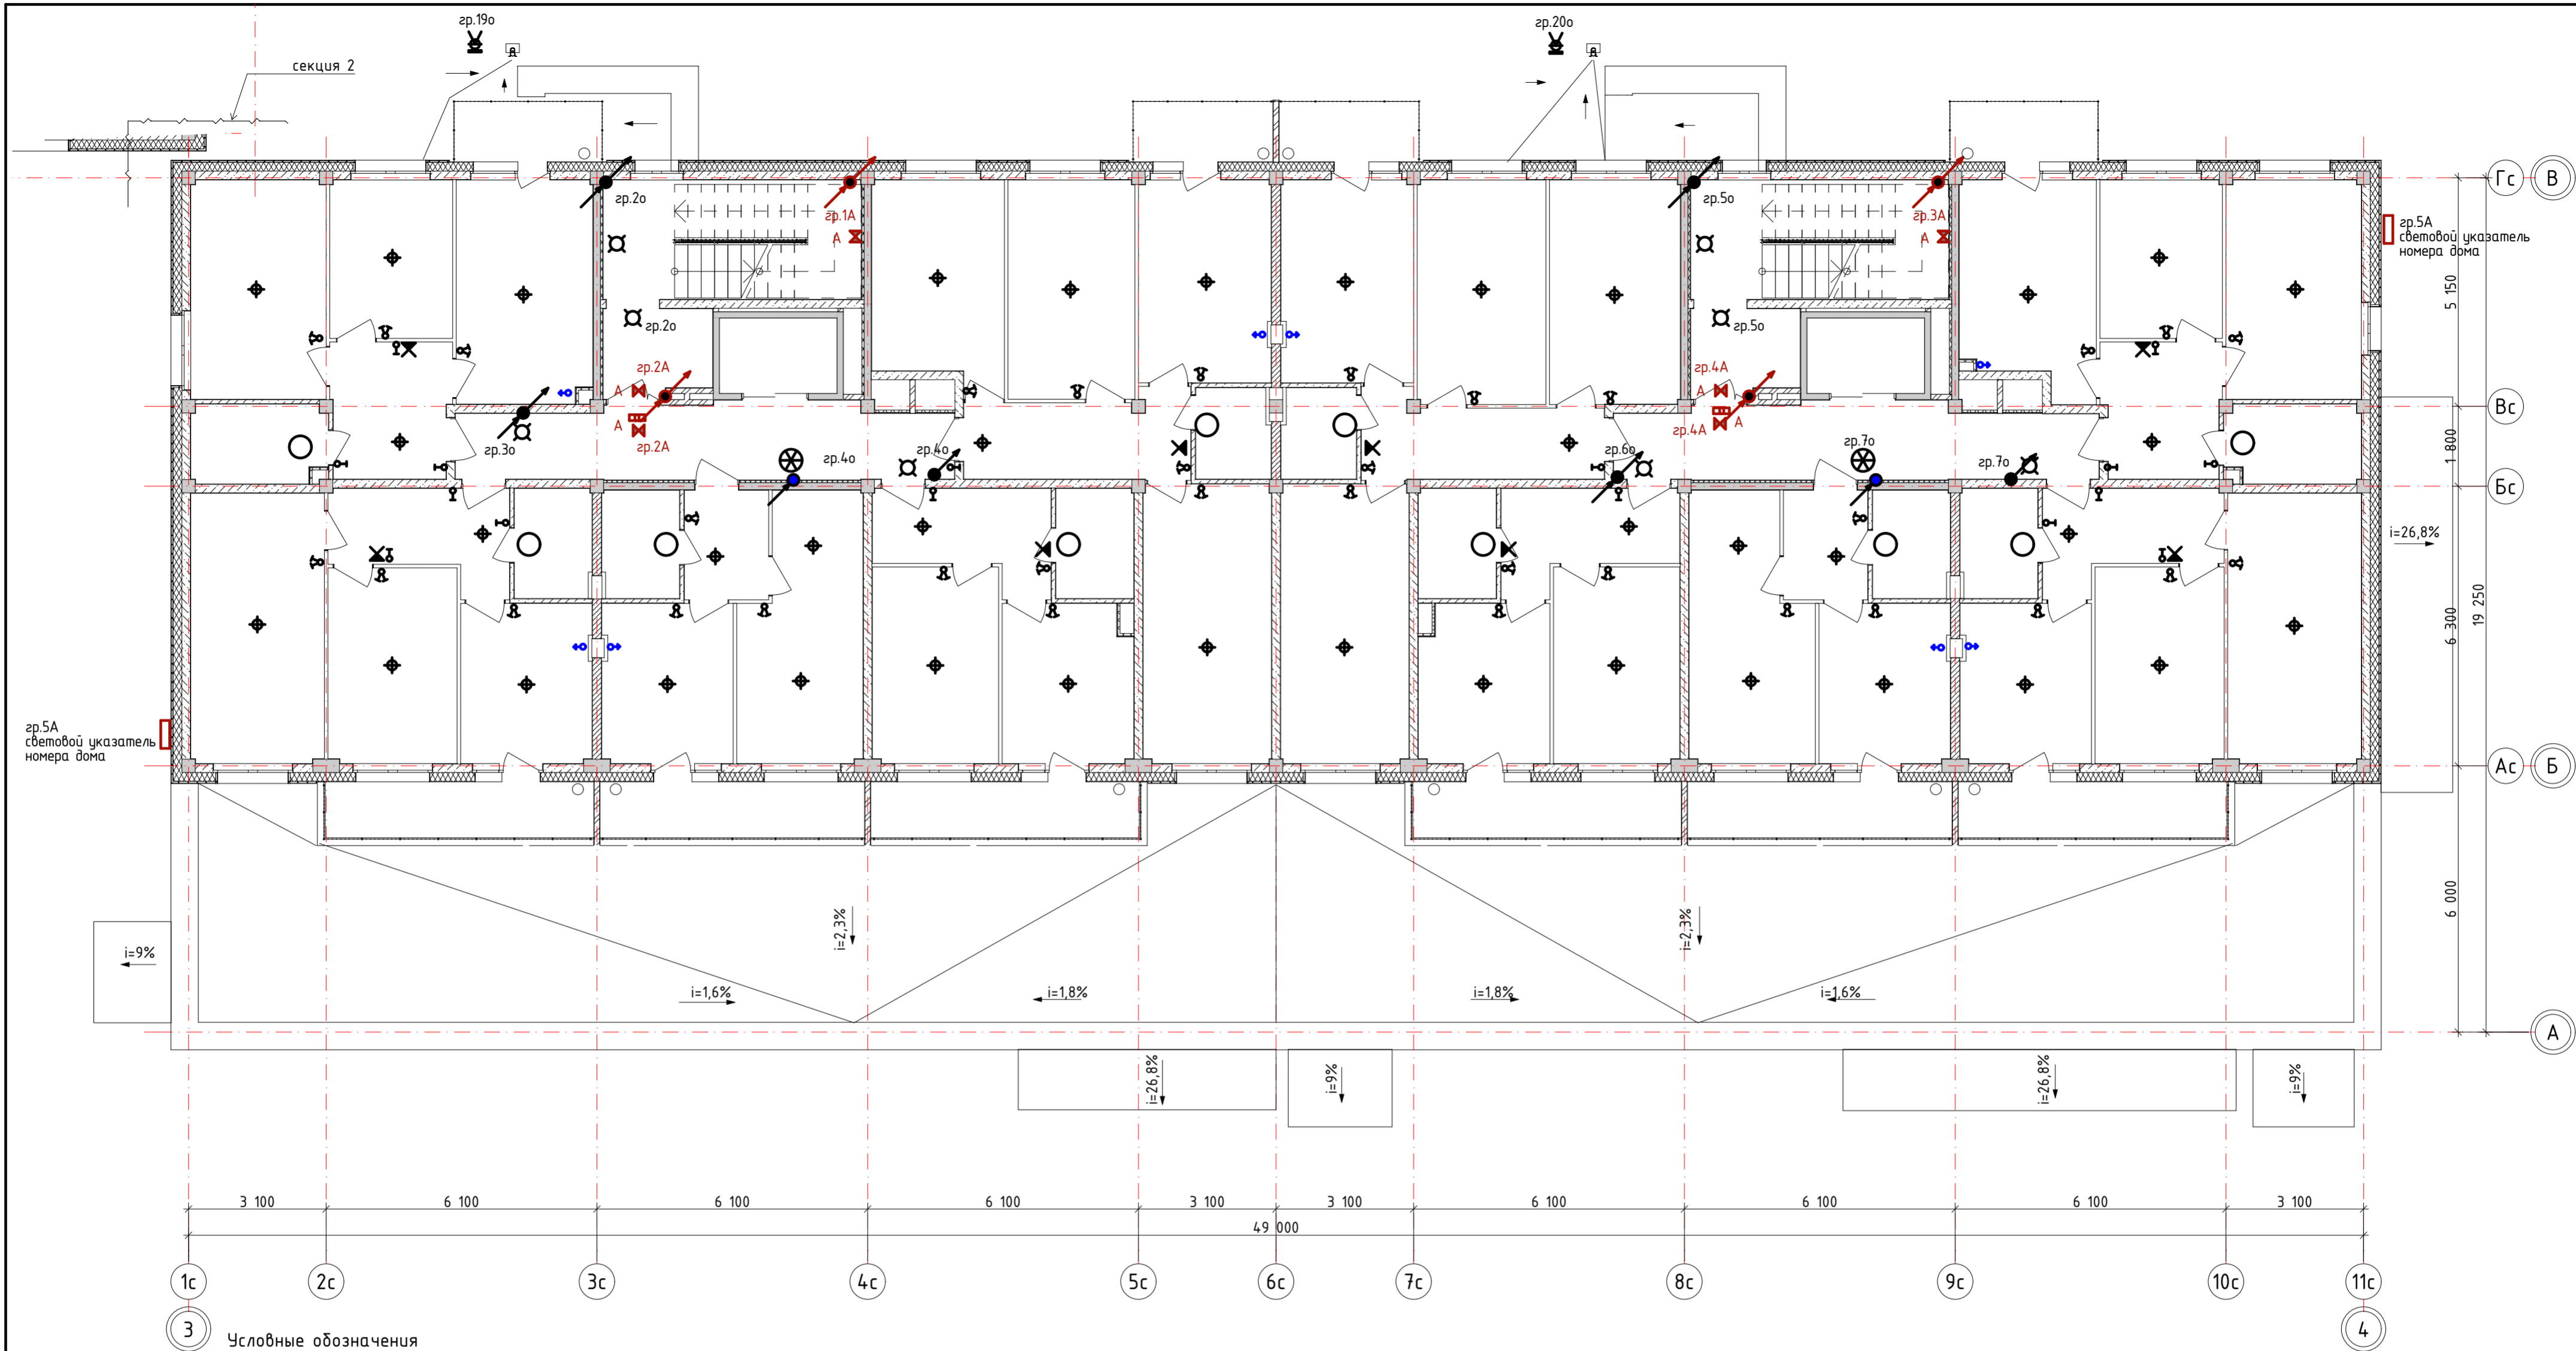 гр.19о
гр.20о
секция 2
гр.2о
гр.1А
А
гр.5о
гр.3А
А
Гс
В
гр.5А
световой указатель
номера дома
5 150
гр.2о
гр.5о
гр.2А
А
гр.4А
А
Вс
А
гр.2А
гр.4А
А
гр.3о
гр.4о
гр.4о
гр.6о
гр.7о
гр.7о
1 800
Бс
i=26,8%
6 300
19 250
гр.5А
световой указатель
номера дома
Ас
Б
6 000
i=9%
i=2,3%
i=2,3%
i=1,6%
i=1,8%
i=1,8%
i=1,6%
А
i=26,8%
i=9%
i=26,8%
i=9%
3 100
6 100
6 100
6 100
3 100
3 100
6 100
6 100
6 100
3 100
49 000
1с
2с
3с
4с
5с
6с
7с
8с
9с
10с
11с
3
4
Условные обозначения